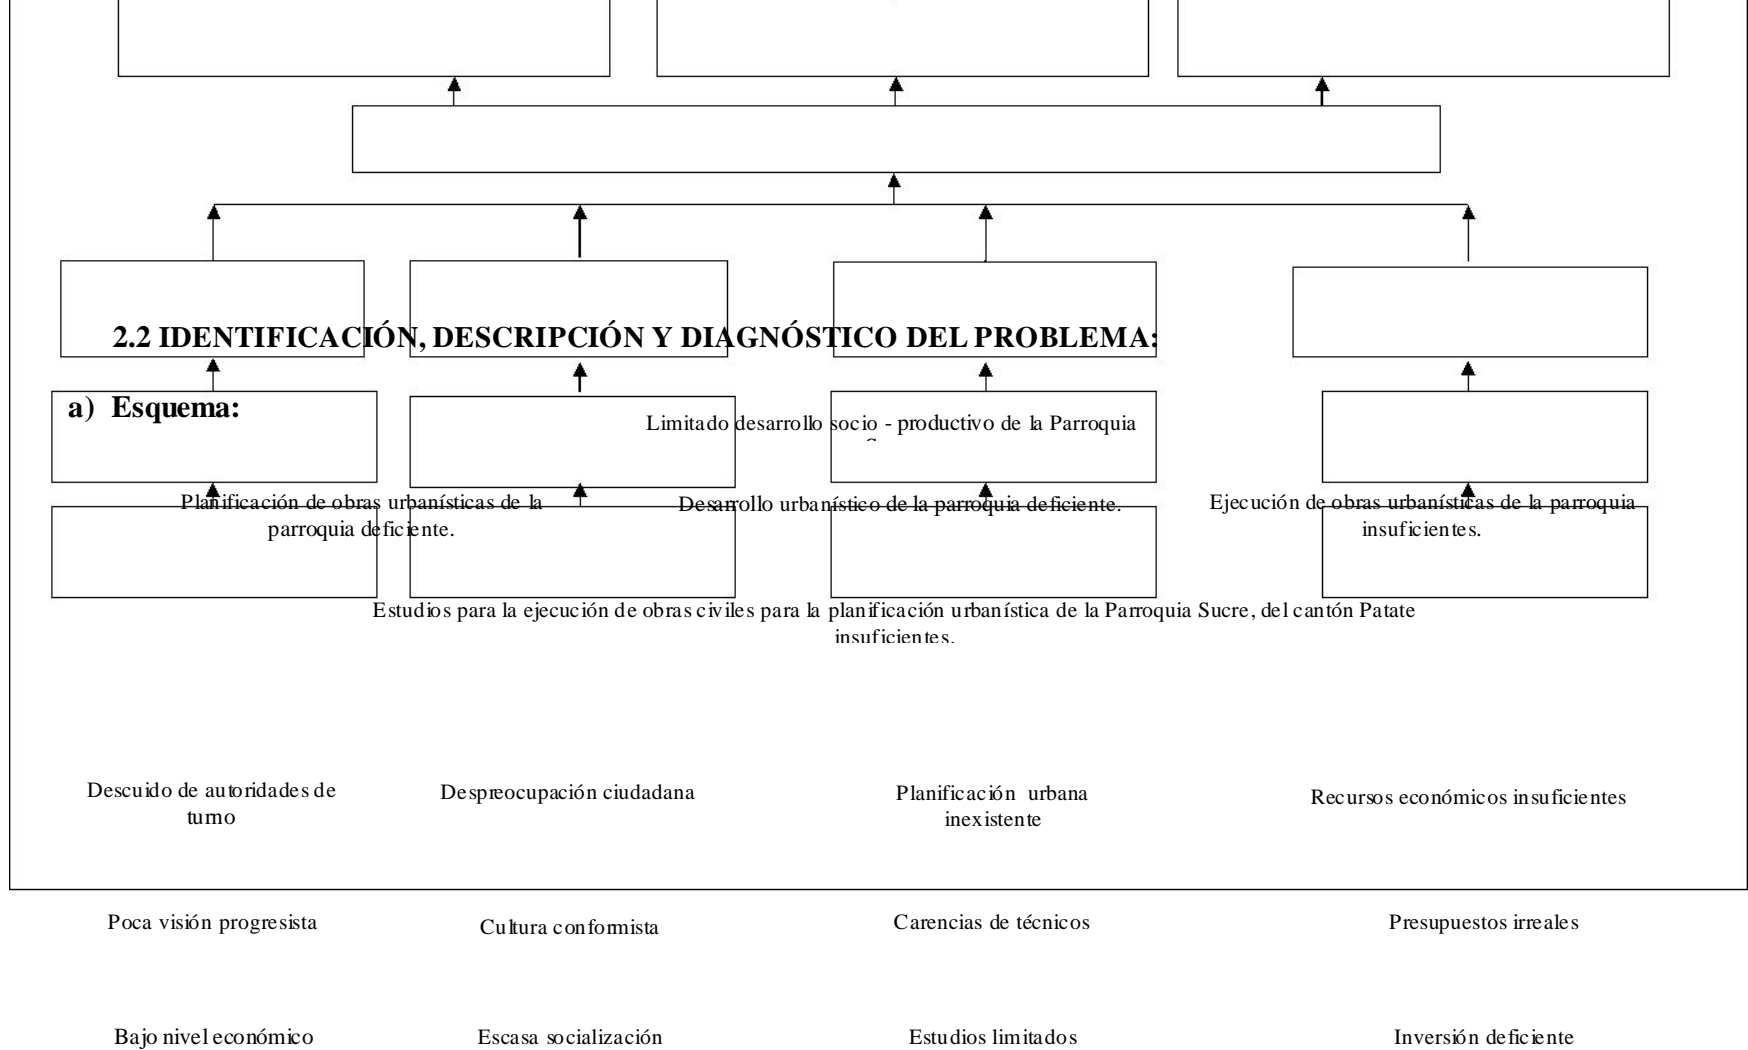 2.2 IDENTIFICACIÓN, DESCRIPCIÓN Y DIAGNÓSTICO DEL PROBLEMA:
a) Esquema:
Limitado desarrollo socio - productivo de la Parroquia
Planificación de obras urbanísticas de la
parroquia deficiente.
Desarrollo urbanístico de la parroquia deficiente.
Ejecución de obras urbanísticas de la parroquia
insuficientes.
Estudios para la ejecución de obras civiles para la planificación urbanística de la Parroquia Sucre, del cantón Patate
insuficientes.
Descuido de autoridades de
turno
Despreocupación ciudadana
Planificación urbana
inexistente
Recursos económicos insuficientes
Poca visión progresista
Cultura conformista
Carencias de técnicos
Presupuestos irreales
Bajo nivel económico
Escasa socialización
Estudios limitados
Inversión deficiente